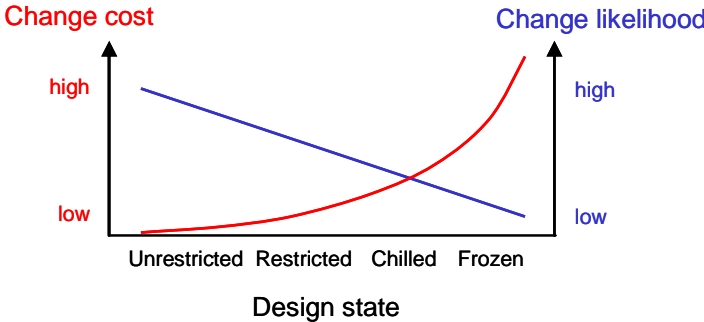 Change cost
Change likelihood
high
high
low
low
Unrestricted Restricted Chilled Frozen
Design state